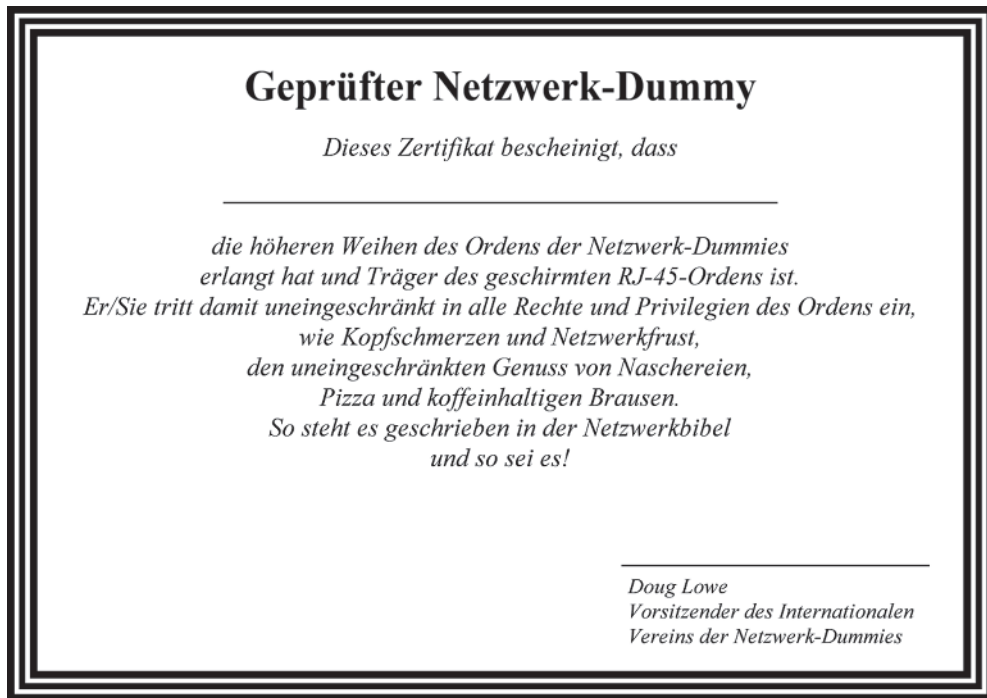 Geprüfter Netzwerk-Dummy
Dieses Zertifikat bescheinigt, dass
die höheren Weihen des Ordens der Netzwerk-Dummies
erlangt hat und Träger des geschirmten RJ-45-Ordens ist.
Er/Sie tritt damit uneingeschränkt in alle Rechte und Privilegien des Ordens ein,
wie Kopfschmerzen und Netzwerkfrust,
den uneingeschränkten Genuss von Naschereien,
Pizza und koffeinhaltigen Brausen.
So steht es geschrieben in der Netzwerkbibel
und so sei es!
Doug Lowe
Vorsitzender des Internationalen
Vereins der Netzwerk-Dummies